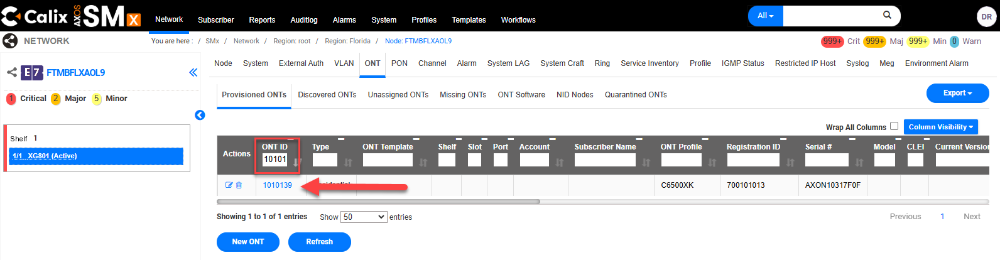 Calix AXOS SMx
Network Subscriber Reports Auditlog Alarms System Profiles Templates Workflows
All
DR
NETWORK
You are here : / SMx / Network / Region: root / Region: Florida / Node: FTMBFLXAOL9
999+ Crit 999+ Maj 999+ Min 0 Warn
E7 FTMBFLXAOL9
1 Critical 2 Major 5 Minor
Shelf 1
1/1 XG801 (Active)
Node System External Auth VLAN ONT PON Channel Alarm System LAG System Craft Ring Service Inventory Profile IGMP Status Restricted IP Host Syslog Meg Environment Alarm
Provisioned ONTs Discovered ONTs Unassigned ONTs Missing ONTs ONT Software NID Nodes Quarantined ONTs
Export
Wrap All Columns Column Visibility
Actions ONT ID Type ONT Template Shelf Slot Port Account Subscriber Name ONT Profile Registration ID Serial # Model CLEI Current Version
10101
1010139 C6500XK 700101013 AXON10317F0F
Showing 1 to 1 of 1 entries Show 50 entries
Previous 1 Next
New ONT Refresh